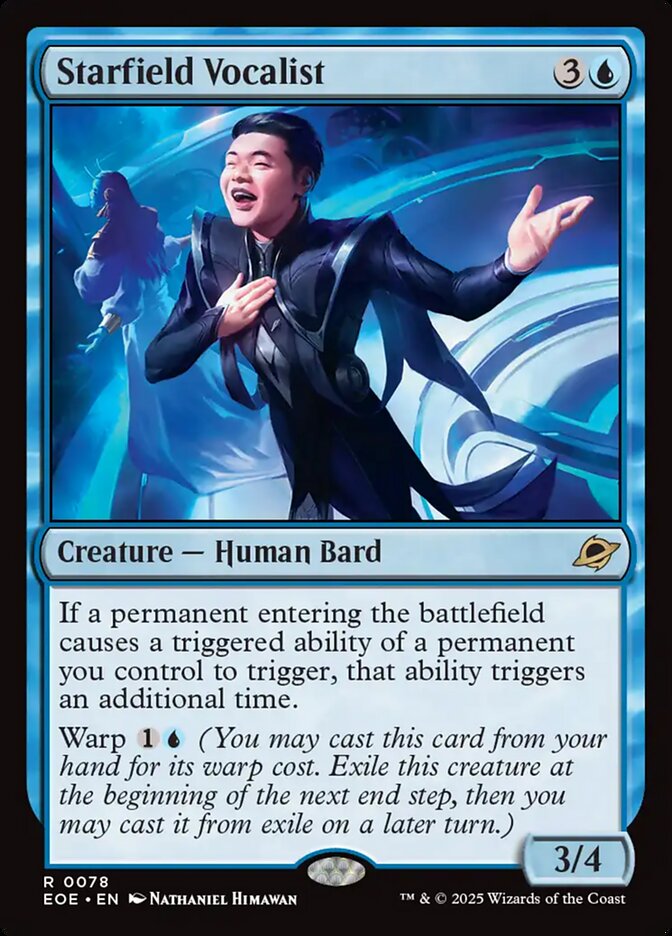 Starfield Vocalist 3
Creature — Human Bard
If a permanent entering the battlefield
causes a triggered ability of a permanent
you control to trigger, that ability triggers
an additional time.
Warp 1 (You may cast this card from your
hand for its warp cost. Exile this creature at
the beginning of the next end step, then you
may cast it from exile on a later turn.)
3/4
R 0078
EOE • EN Nathaniel Himawan
™ & © 2025 Wizards of the Coast